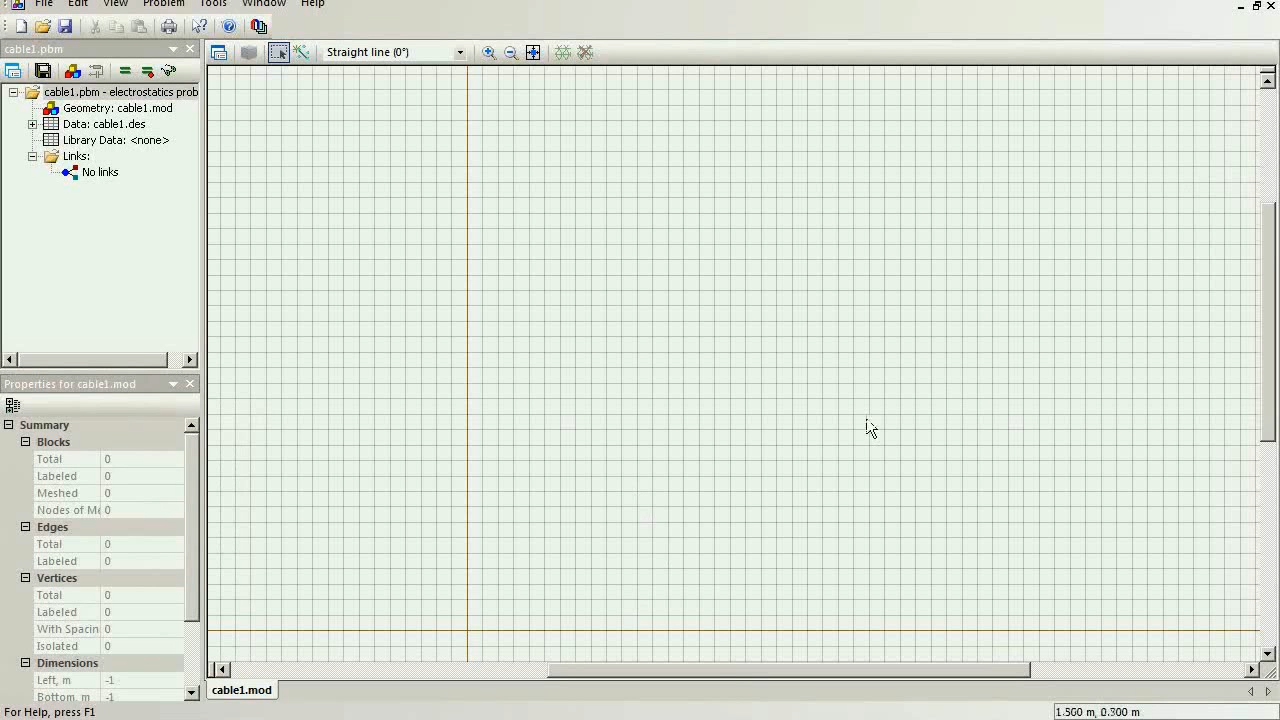 File Edit View Problem Tools Window Help
cable1.pbm
Straight line (0°)
cable1.pbm - electrostatics prob
Geometry: cable1.mod
Data: cable1.des
Library Data: <none>
Links:
No links
Properties for cable1.mod
Summary
Blocks
Total 0
Labeled 0
Meshed 0
Nodes of Me 0
Edges
Total 0
Labeled 0
Vertices
Total 0
Labeled 0
With Spacin 0
Isolated 0
Dimensions
Left, m -1
Bottom, m -1
cable1.mod
For Help, press F1
1.500 m, 0.300 m